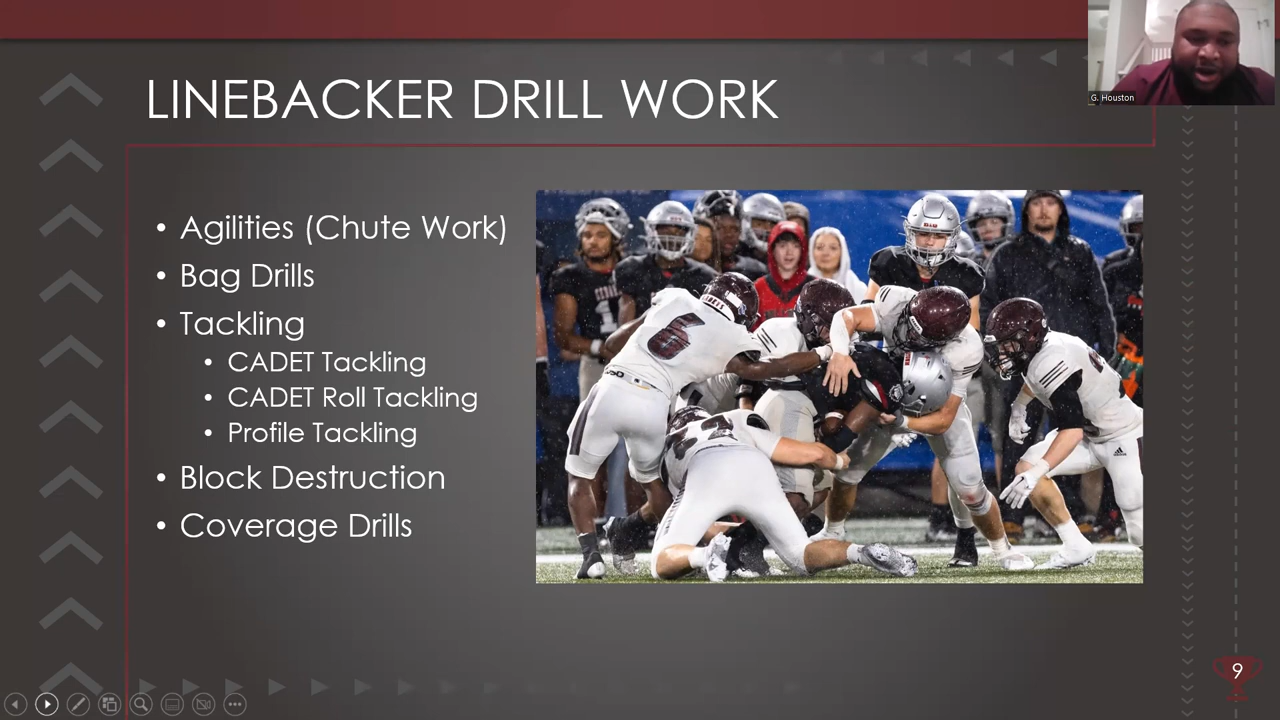 G. Houston
LINEBACKER DRILL WORK
• Agilities (Chute Work)
• Bag Drills
• Tackling
• CADET Tackling
• CADET Roll Tackling
• Profile Tackling
• Block Destruction
• Coverage Drills
6
9